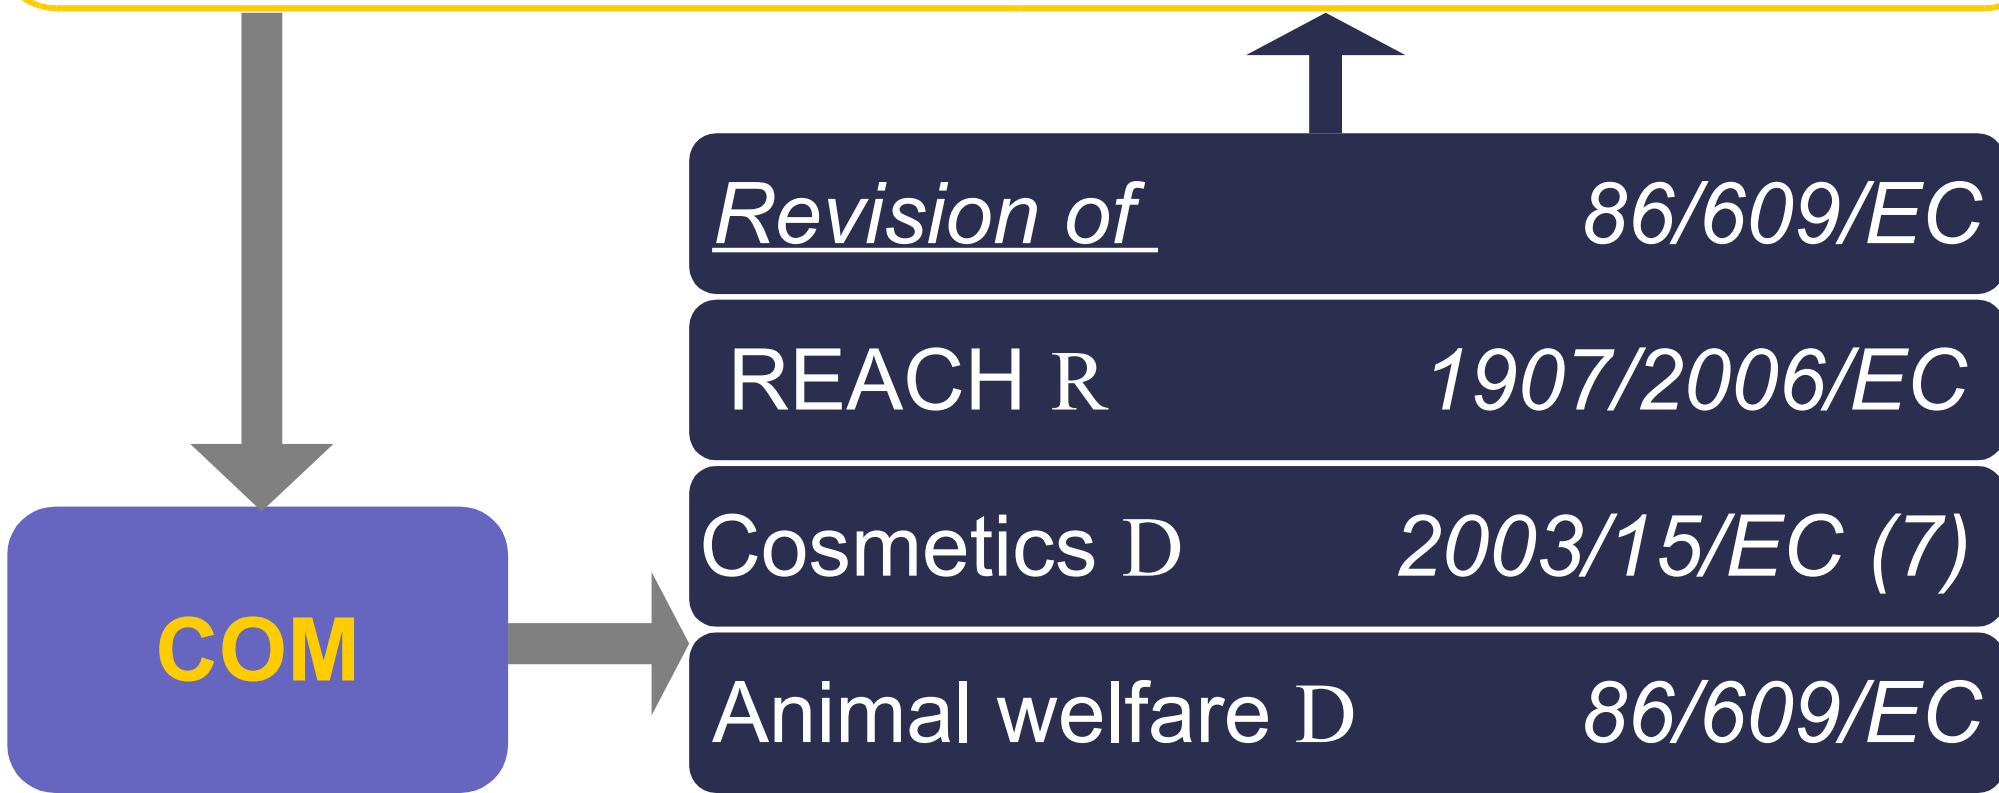 Revision of 86/609/EC
REACH R 1907/2006/EC
Cosmetics D 2003/15/EC (7)
COM
Animal welfare D 86/609/EC